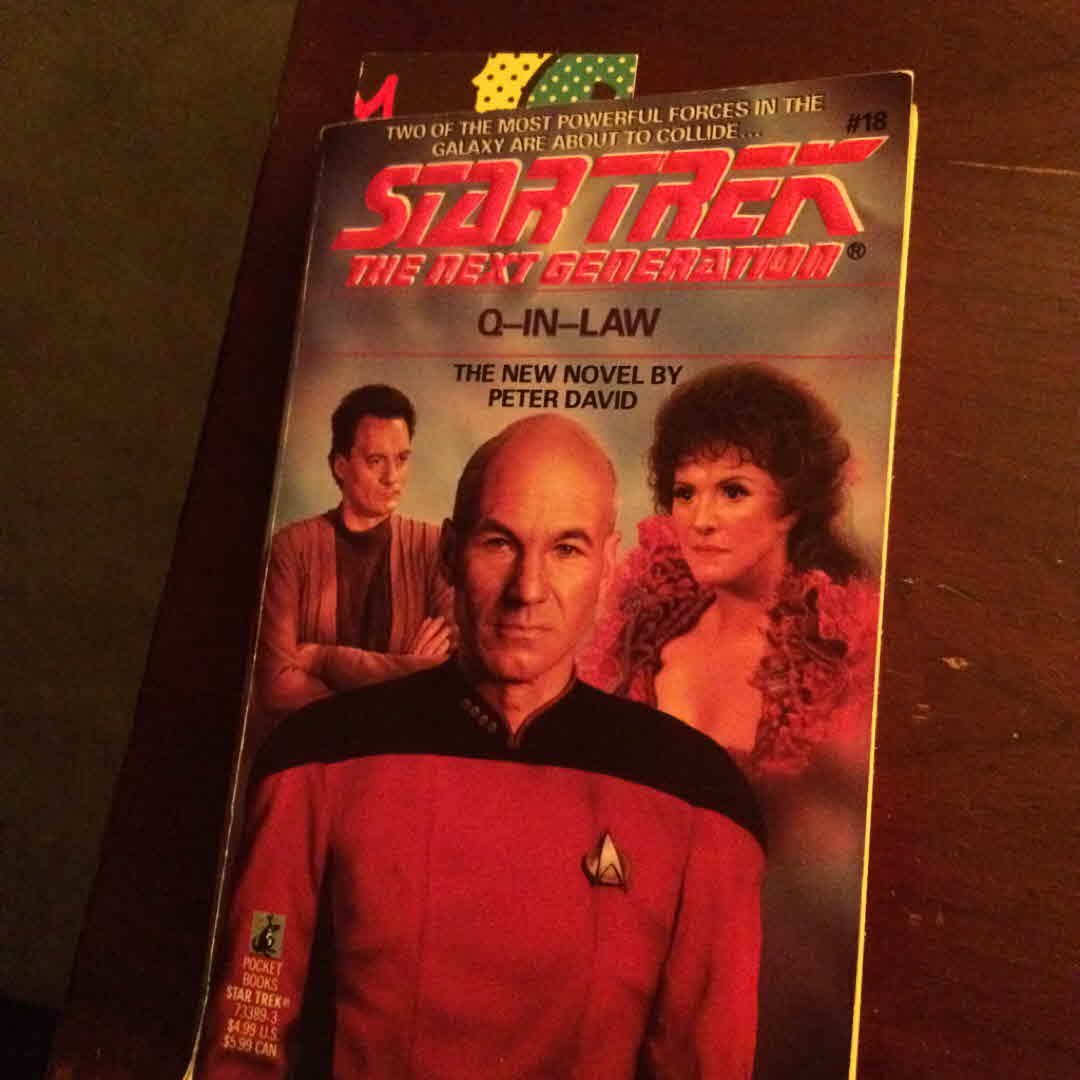 TWO OF THE MOST POWERFUL FORCES IN THE
GALAXY ARE ABOUT TO COLLIDE...
#18
STAR TREK
THE NEXT GENERATION®
Q–IN–LAW
THE NEW NOVEL BY
PETER DAVID
POCKET
BOOKS
STAR TREK®
73389-3
$4.99 U.S.
$5.99 CAN.